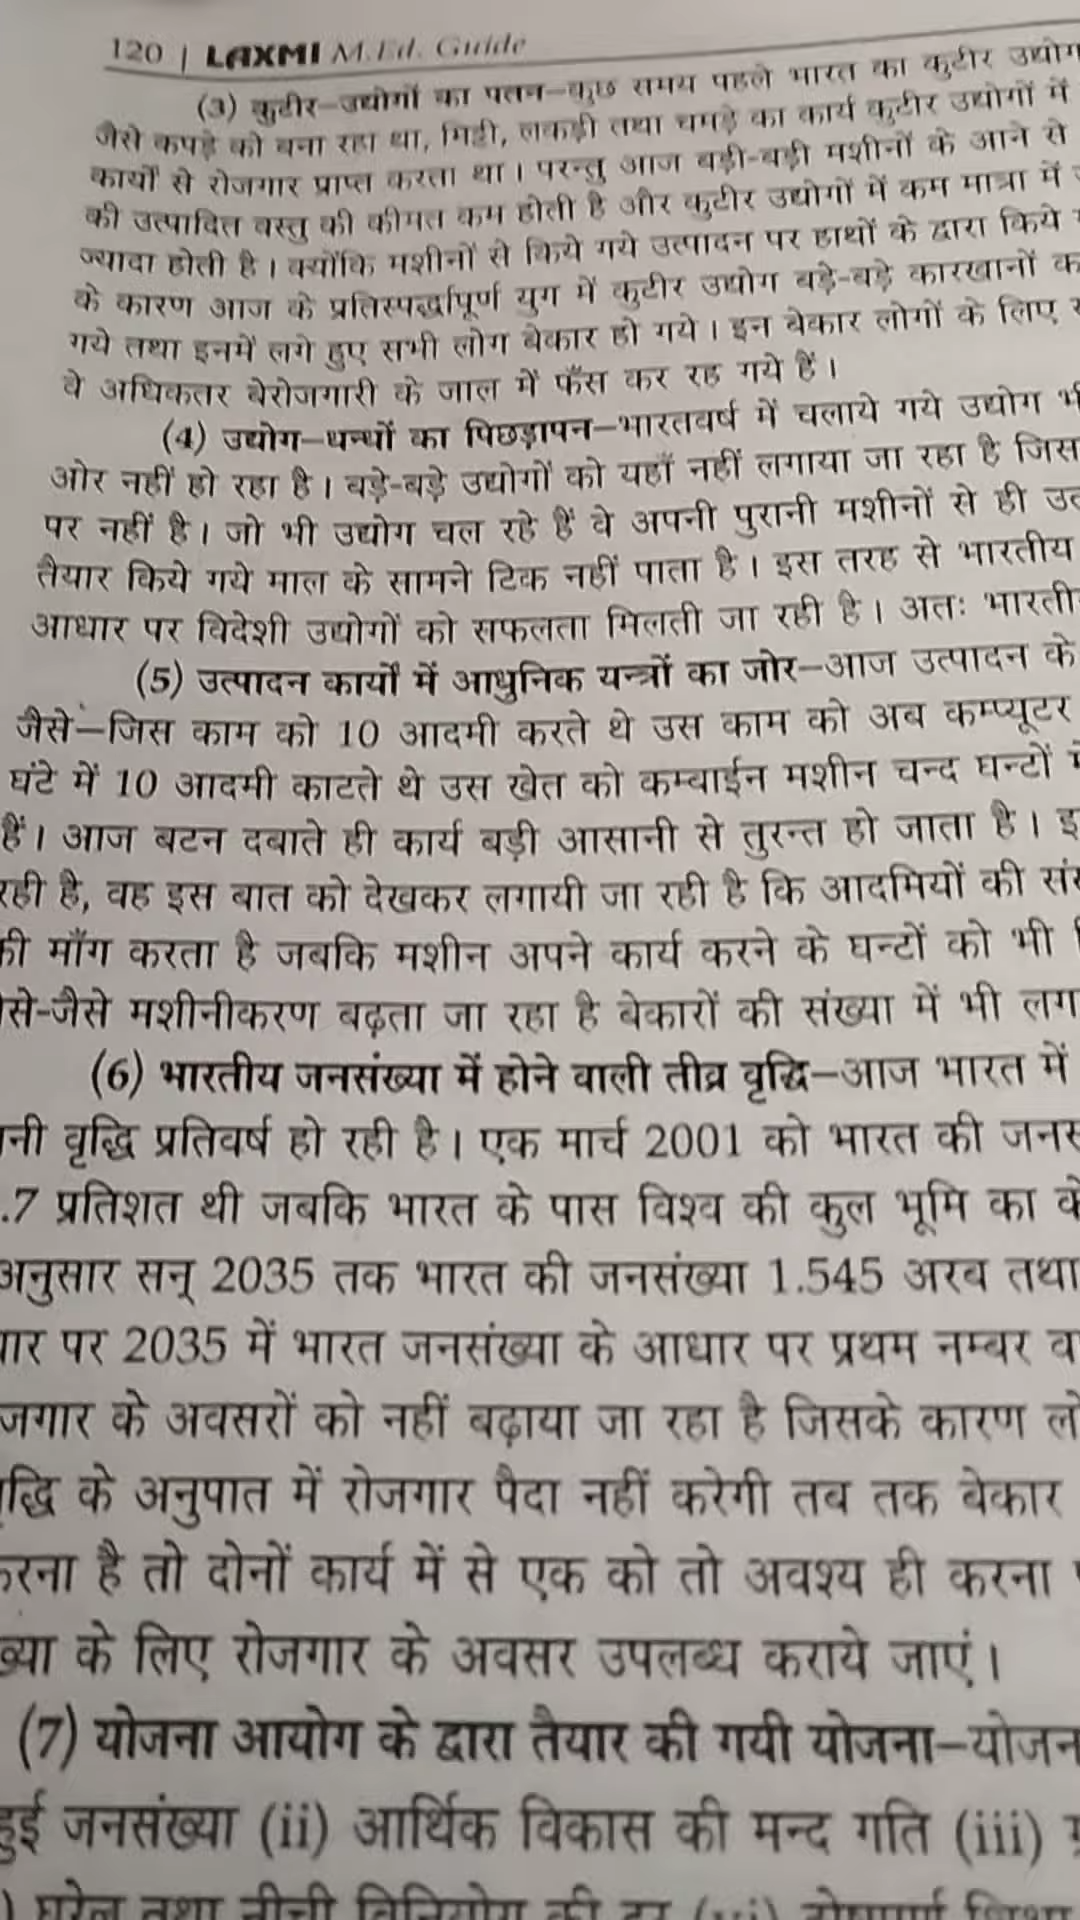 120 | LAXMI M.Ed. Guide
(3) कुटीर–उद्योगों का पतन–कुछ समय पहले भारत का कुटीर उद्योग
जैसे कपड़े को बना रहा था, मिट्टी, लकड़ी तथा चमड़े का कार्य कुटीर उद्योगों में
कार्यों से रोजगार प्राप्त करता था। परन्तु आज बड़ी-बड़ी मशीनों के आने से
की उत्पादित वस्तु की कीमत कम होती है और कुटीर उद्योगों में कम मात्रा में
ज्यादा होती है। क्योंकि मशीनों से किये गये उत्पादन पर हाथों के द्वारा किये
के कारण आज के प्रतिस्पर्द्धापूर्ण युग में कुटीर उद्योग बड़े-बड़े कारखानों
गये तथा इनमें लगे हुए सभी लोग बेकार हो गये। इन बेकार लोगों के लिए
वे अधिकतर बेरोजगारी के जाल में फँस कर रह गये हैं।
(4) उद्योग–धन्धों का पिछड़ापन–भारतवर्ष में चलाये गये उद्योग
ओर नहीं हो रहा है। बड़े-बड़े उद्योगों को यहाँ नहीं लगाया जा रहा है जिस
पर नहीं है। जो भी उद्योग चल रहे हैं वे अपनी पुरानी मशीनों से ही
तैयार किये गये माल के सामने टिक नहीं पाता है। इस तरह से भारतीय
आधार पर विदेशी उद्योगों को सफलता मिलती जा रही है। अतः भारती
(5) उत्पादन कार्यों में आधुनिक यन्त्रों का जोर–आज उत्पादन के
जैसे–जिस काम को 10 आदमी करते थे उस काम को अब कम्प्यूटर
घंटे में 10 आदमी काटते थे उस खेत को कम्बाईन मशीन चन्द घन्टों
हैं। आज बटन दबाते ही कार्य बड़ी आसानी से तुरन्त हो जाता है। इ
रही है, वह इस बात को देखकर लगायी जा रही है कि आदमियों की
की माँग करता है जबकि मशीन अपने कार्य करने के घन्टों को भी
से-जैसे मशीनीकरण बढ़ता जा रहा है बेकारों की संख्या में भी लग
(6) भारतीय जनसंख्या में होने वाली तीव्र वृद्धि–आज भारत में
नी वृद्धि प्रतिवर्ष हो रही है। एक मार्च 2001 को भारत की जनस
.7 प्रतिशत थी जबकि भारत के पास विश्व की कुल भूमि का
अनुसार सन् 2035 तक भारत की जनसंख्या 1.545 अरब तथा
पर 2035 में भारत जनसंख्या के आधार पर प्रथम नम्बर
जगार के अवसरों को नहीं बढ़ाया जा रहा है जिसके कारण
द्धि के अनुपात में रोजगार पैदा नहीं करेगी तब तक बेकार
करना है तो दोनों कार्य में से एक को तो अवश्य ही करना
ख्या के लिए रोजगार के अवसर उपलब्ध कराये जाएं।
(7) योजना आयोग के द्वारा तैयार की गयी योजना–योजन
हुई जनसंख्या (ii) आर्थिक विकास की मन्द गति (iii)
घरेलू तथा नीची विनियोग की दर (vi) दोषपूर्ण शिक्षा